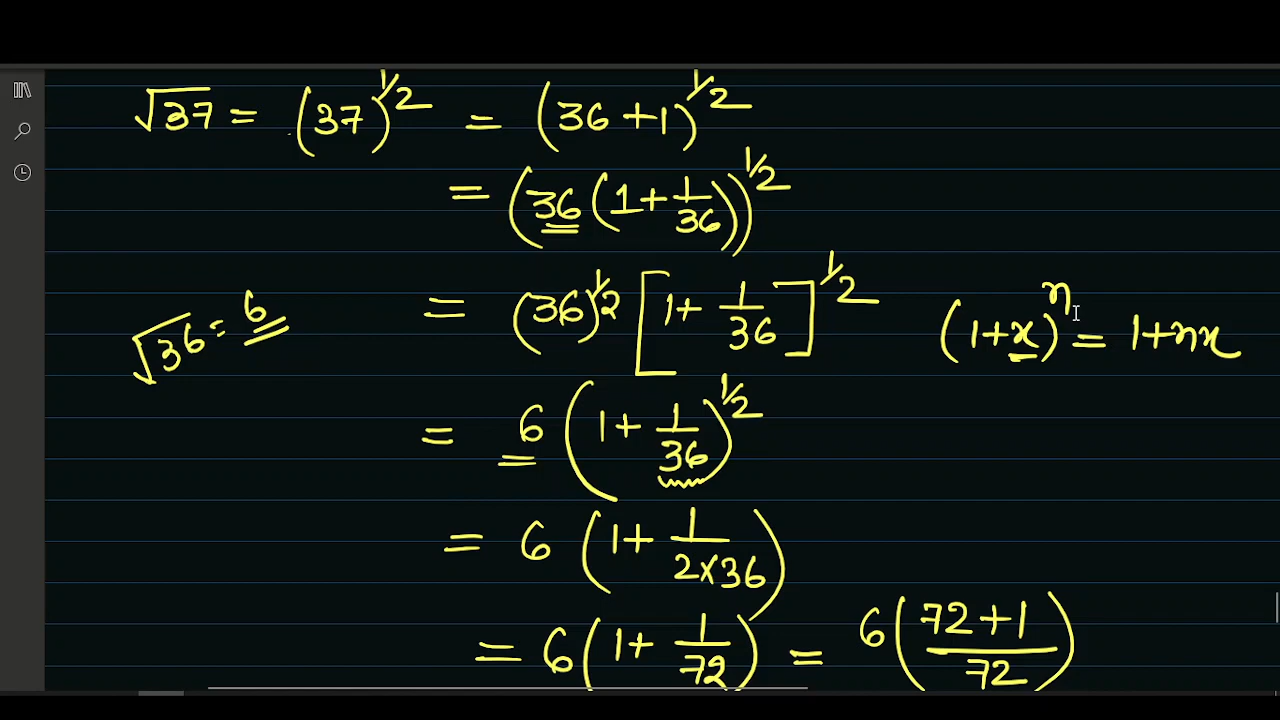 √37 = (37)^1/2 = (36 + 1)^1/2
= (36 (1 + 1/36))^1/2
√36 = 6 = (36)^1/2 [1 + 1/36]^1/2 (1 + x)^n = 1 + nx
= 6 (1 + 1/36)^1/2
= 6 (1 + 1/2×36)
= 6 (1 + 1/72) = 6 (72 + 1/72)